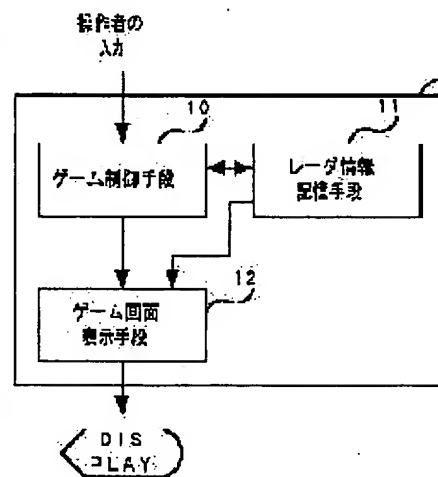 操作者の
入力
10
ゲーム制御手段
11
レーダ情報
記憶手段
12
ゲーム画面
表示手段
DIS
LAY